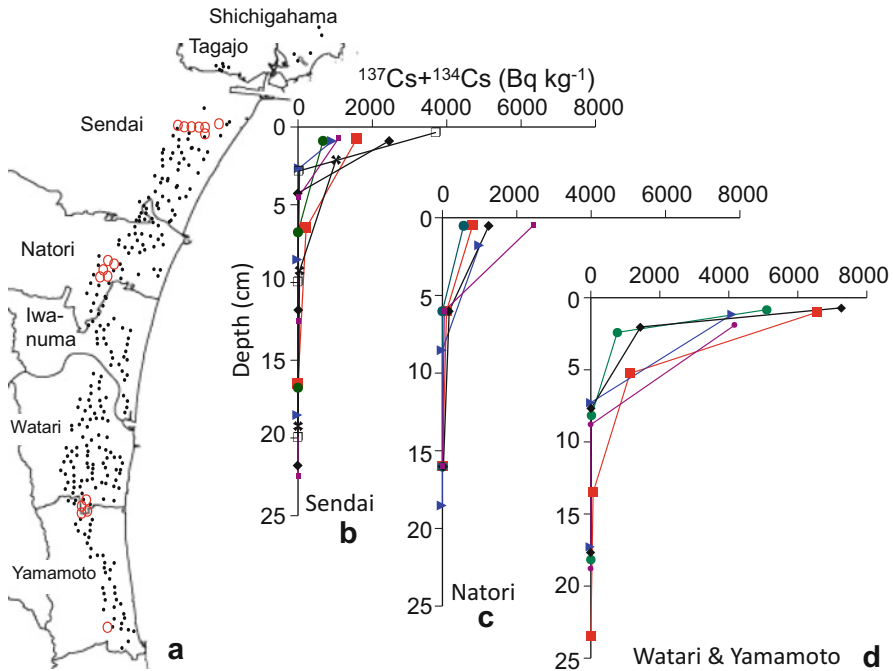 Shichigahama
Tagajo
Sendai
Natori
Iwa-
numa
Watari
Yamamoto
a
¹³⁷Cs+¹³⁴Cs (Bq kg⁻¹)
0 2000 4000 6000 8000
Depth (cm)
0
5
10
15
20
25
Sendai
b
0 2000 4000 6000 8000
0
5
10
15
20
25
Natori
c
0 2000 4000 6000 8000
0
5
10
15
20
25
Watari & Yamamoto
d